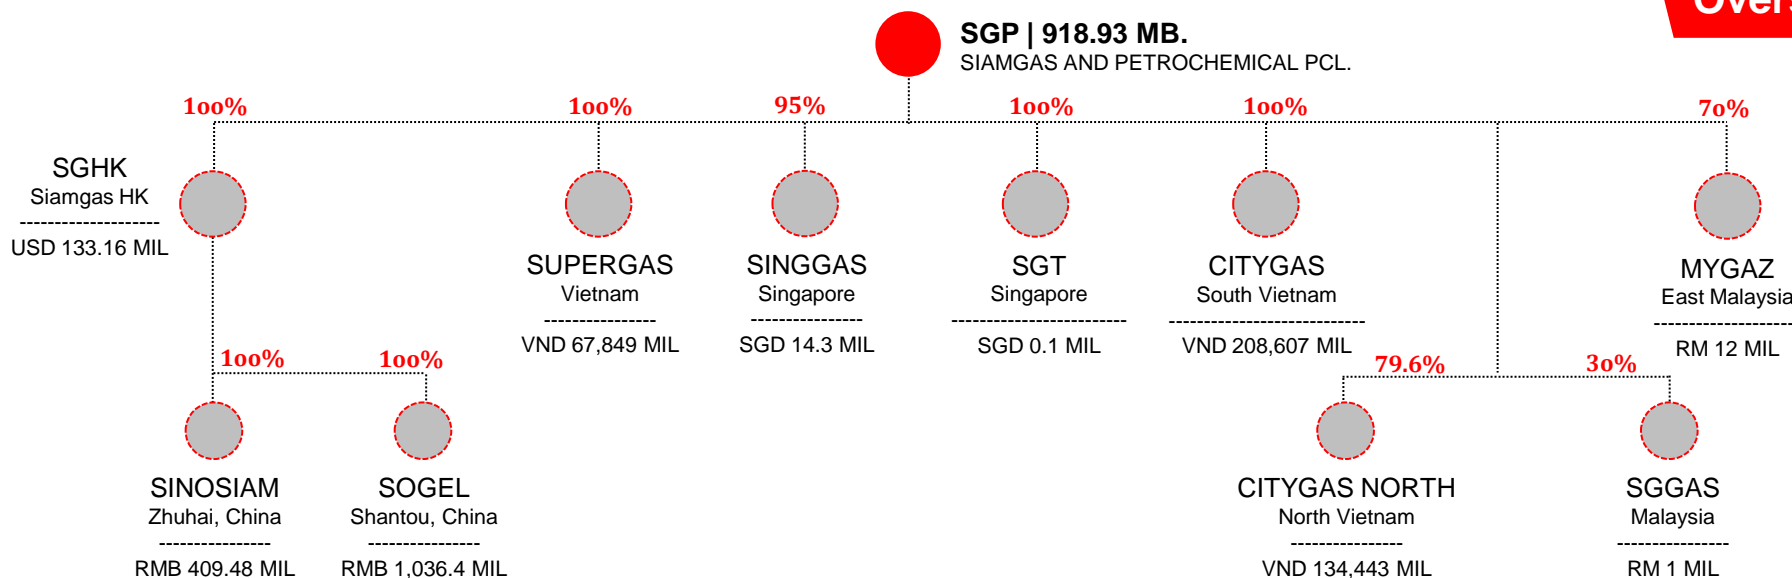 Overs
SGP | 918.93 MB.
SIAMGAS AND PETROCHEMICAL PCL.
100%
100%
95%
100%
100%
70%
SGHK
Siamgas HK
--------------------
USD 133.16 MIL
SUPERGAS
Vietnam
----------------
VND 67,849 MIL
SINGGAS
Singapore
----------------
SGD 14.3 MIL
SGT
Singapore
-------------------------
SGD 0.1 MIL
CITYGAS
South Vietnam
----------------------------
VND 208,607 MIL
MYGAZ
East Malaysia
--------------------
RM 12 MIL
100%
100%
79.6%
30%
SINOSIAM
Zhuhai, China
----------------
RMB 409.48 MIL
SOGEL
Shantou, China
----------------
RMB 1,036.4 MIL
CITYGAS NORTH
North Vietnam
----------------
VND 134,443 MIL
SGGAS
Malaysia
----------------
RM 1 MIL